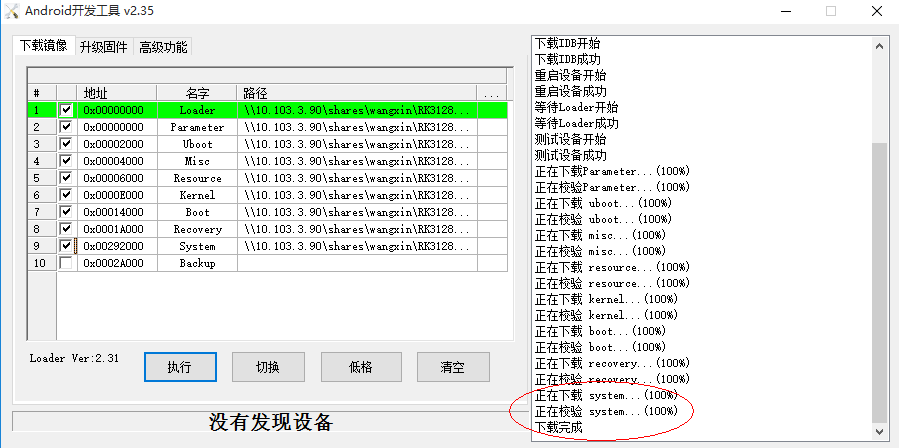 Android开发工具 v2.35
下载镜像 升级固件 高级功能
# 地址 名字 路径 ...
1 0x00000000 Loader \\10.103.3.90\shares\wangxin\RK3128...
2 0x00000000 Parameter \\10.103.3.90\shares\wangxin\RK3128...
3 0x00002000 Uboot \\10.103.3.90\shares\wangxin\RK3128...
4 0x00004000 Misc \\10.103.3.90\shares\wangxin\RK3128...
5 0x00006000 Resource \\10.103.3.90\shares\wangxin\RK3128...
6 0x0000E000 Kernel \\10.103.3.90\shares\wangxin\RK3128...
7 0x00014000 Boot \\10.103.3.90\shares\wangxin\RK3128...
8 0x0001A000 Recovery \\10.103.3.90\shares\wangxin\RK3128...
9 0x00292000 System \\10.103.3.90\shares\wangxin\RK3128...
10 0x0002A000 Backup
Loader Ver:2.31
执行 切换 低格 清空
没有发现设备
下载IDB开始
下载IDB成功
重启设备开始
重启设备成功
等待Loader开始
等待Loader成功
测试设备开始
测试设备成功
正在下载Parameter...(100%)
正在校验Parameter...(100%)
正在下载 uboot...(100%)
正在校验 uboot...(100%)
正在下载 misc...(100%)
正在校验 misc...(100%)
正在下载 resource...(100%)
正在校验 resource...(100%)
正在下载 kernel...(100%)
正在校验 kernel...(100%)
正在下载 boot...(100%)
正在校验 boot...(100%)
正在下载 recovery...(100%)
正在校验 recovery...(100%)
正在下载 system...(100%)
正在校验 system...(100%)
下载完成